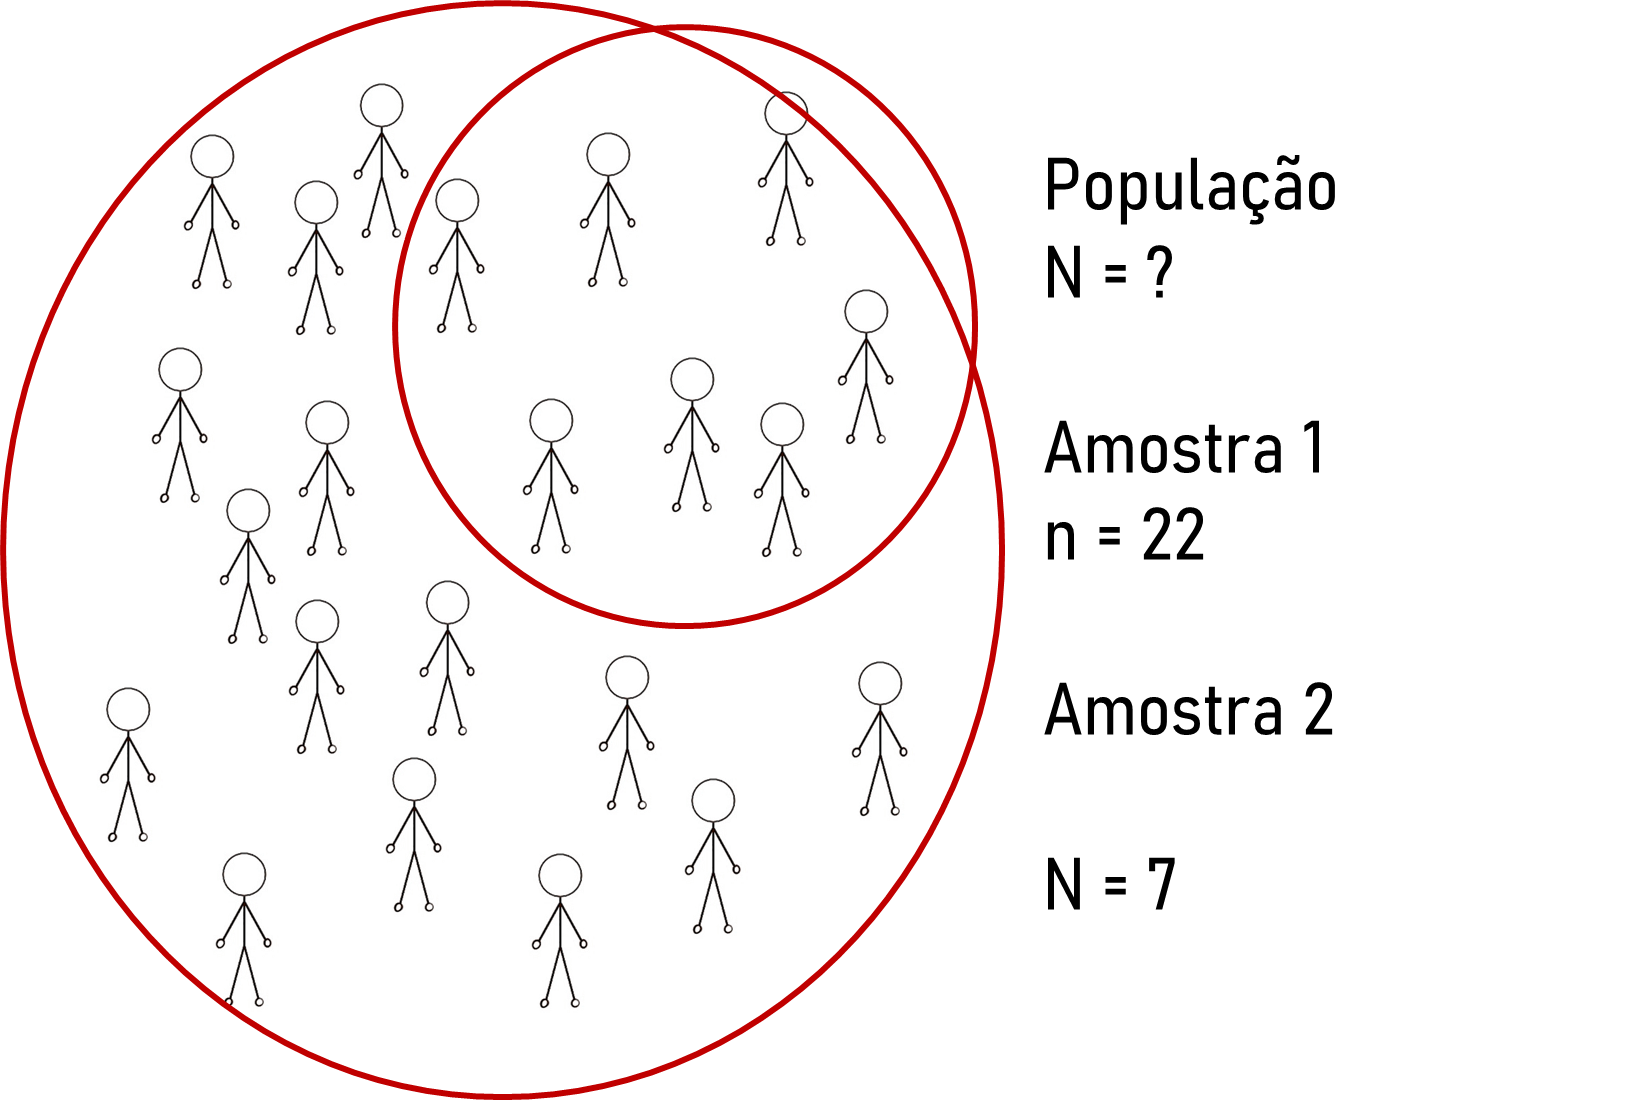 População
N = ?
Amostra 1
n = 22
Amostra 2
N = 7